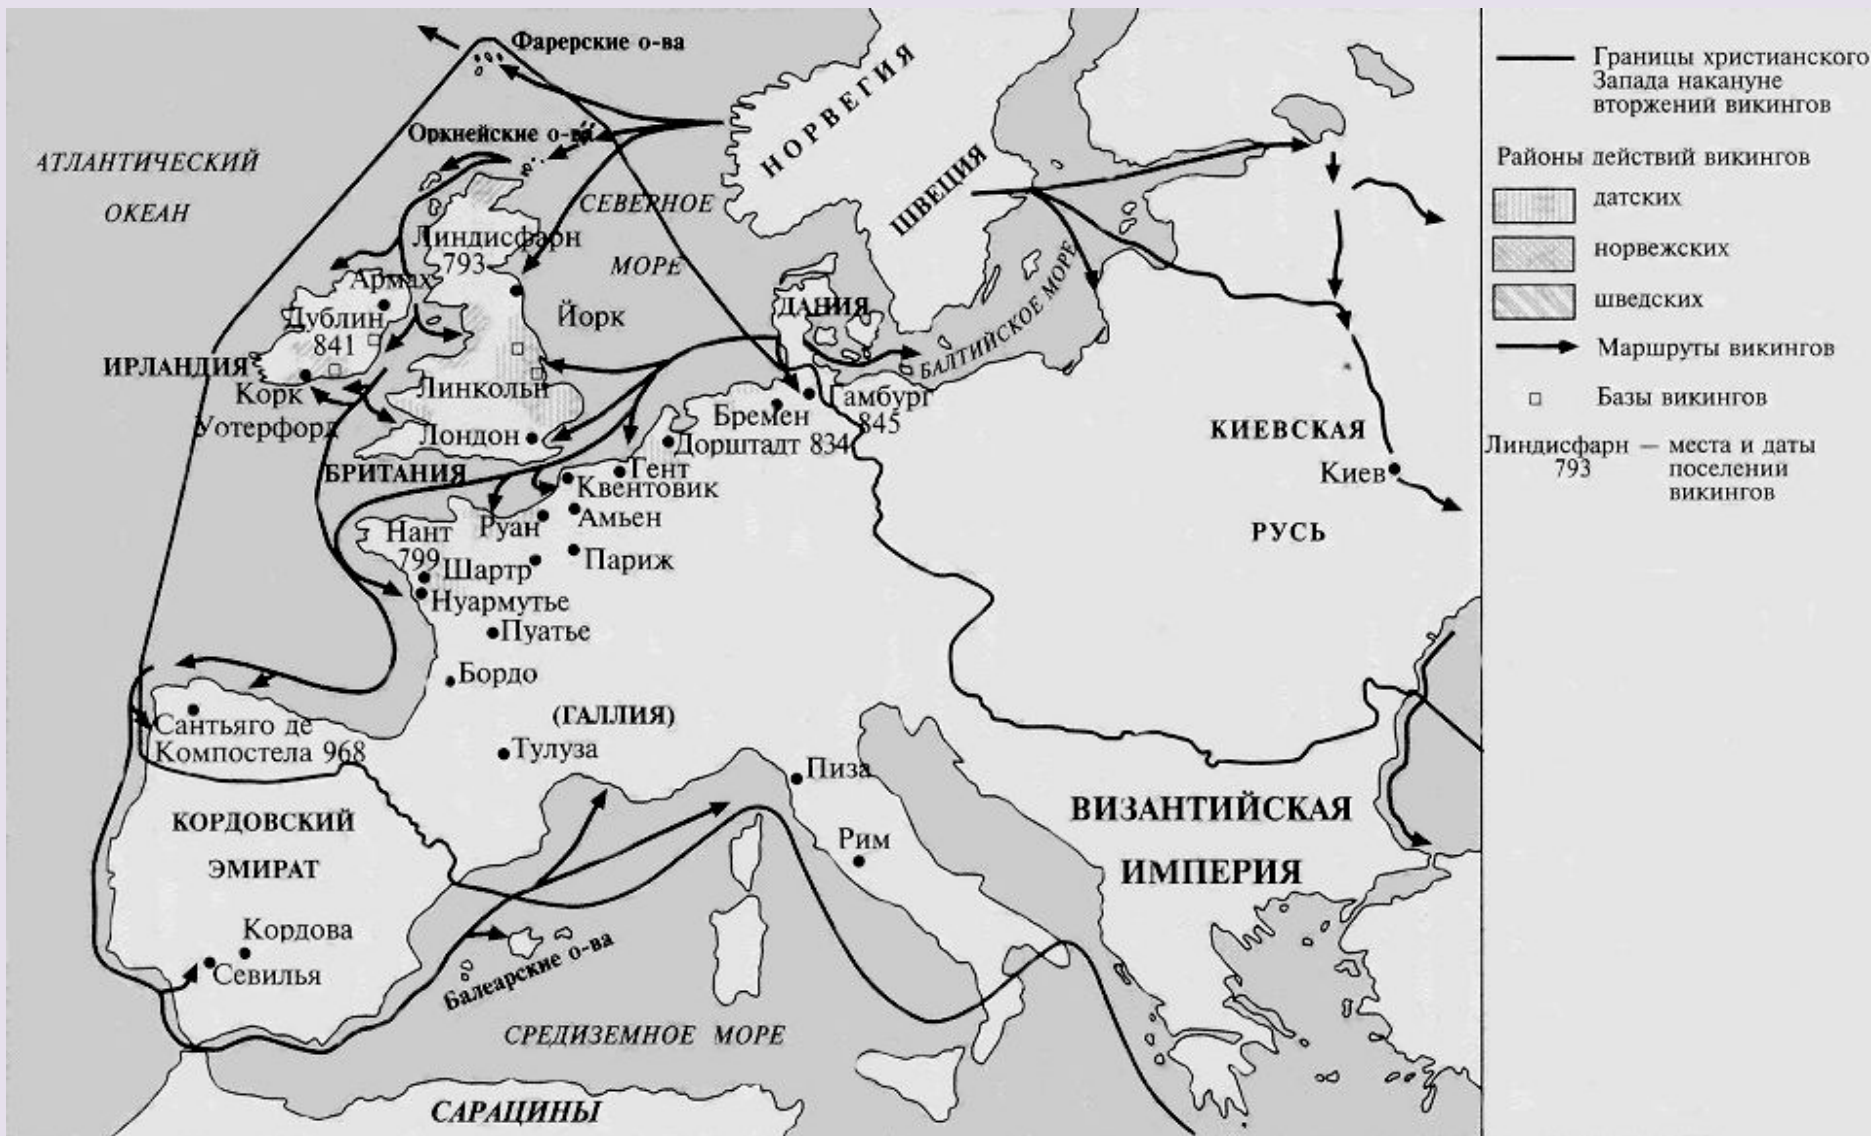 Фарерские о-ва
Оркнейские о-ва
АТЛАНТИЧЕСКИЙ
ОКЕАН
НОРВЕГИЯ
ШВЕЦИЯ
СЕВЕРНОЕ
МОРЕ
Линдисфарн
793
Армах
Дублин
841
Йорк
ДАНИЯ
БАЛТИЙСКОЕ МОРЕ
ИРЛАНДИЯ
Корк
Уотерфорд
Линкольн
Лондон
БРИТАНИЯ
Бремен
Гамбург
845
Дорштадт 834
Гент
Квентовик
Амьен
Руан
Париж
Нант
799
Шартр
Нуармутье
Пуатье
Бордо
КИЕВСКАЯ
Киев
РУСЬ
(ГАЛЛИЯ)
Сантьяго де
Компостела 968
Тулуза
Пиза
Рим
КОРДОВСКИЙ
ЭМИРАТ
Кордова
Севилья
Балеарские о-ва
ВИЗАНТИЙСКАЯ
ИМПЕРИЯ
СРЕДИЗЕМНОЕ МОРЕ
САРАЦИНЫ
Границы христианского
Запада накануне
вторжений викингов
Районы действий викингов
датских
норвежских
шведских
Маршруты викингов
Базы викингов
Линдисфарн — места и даты
793 поселении
викингов